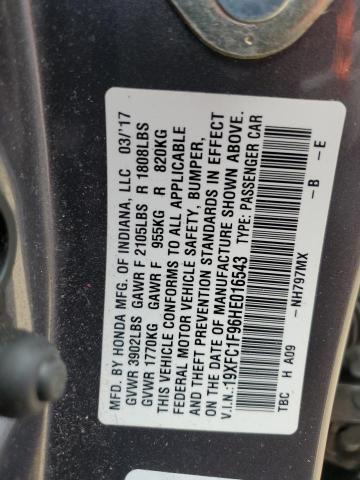 MFD. BY HONDA MFG. OF INDIANA, LLC 03/'17
GVWR 3902LBS GAWR F 2105LBS R 1808LBS
GVWR 1770KG GAWR F 955KG R 820KG
THIS VEHICLE CONFORMS TO ALL APPLICABLE
FEDERAL MOTOR VEHICLE SAFETY, BUMPER,
AND THEFT PREVENTION STANDARDS IN EFFECT
ON THE DATE OF MANUFACTURE SHOWN ABOVE.
V.I.N.:19XFC1F96HE016543 TYPE: PASSENGER CAR
NH797MX -B -E
TBC H A09